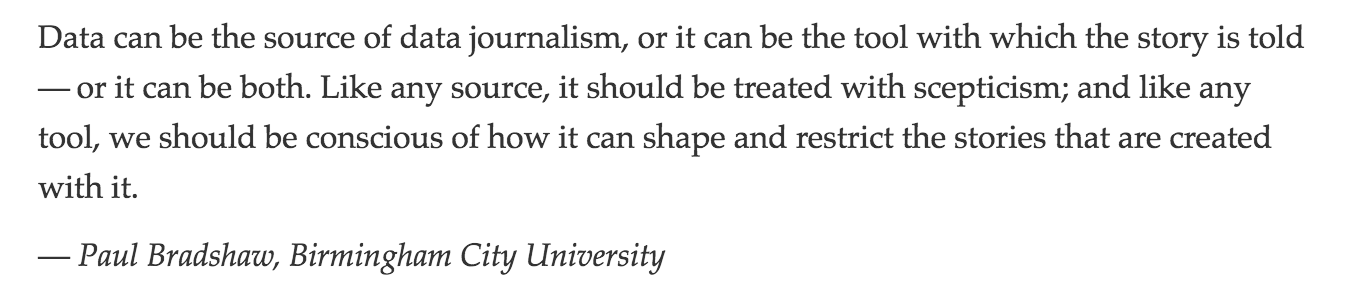 Data can be the source of data journalism, or it can be the tool with which the story is told
— or it can be both. Like any source, it should be treated with scepticism; and like any
tool, we should be conscious of how it can shape and restrict the stories that are created
with it.
— Paul Bradshaw, Birmingham City University